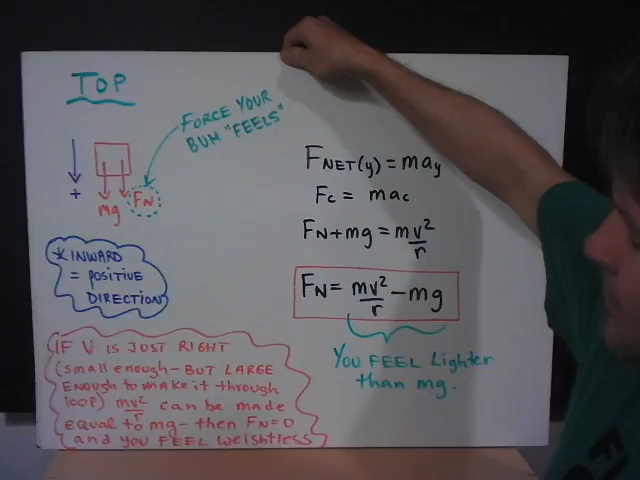 TOP
FORCE YOUR
BUM "FEELS"
+
mg
FN
* INWARD
= POSITIVE
DIRECTION
FNET(y) = may
Fc = mac
FN + mg = mv²/r
FN = mv²/r - mg
YOU FEEL Lighter
than mg.
IF V IS JUST RIGHT
(small enough - BUT LARGE
ENOUGH to make it through
loop) mv²/r can be made
equal to mg - then FN=0
and you FEEL weightless